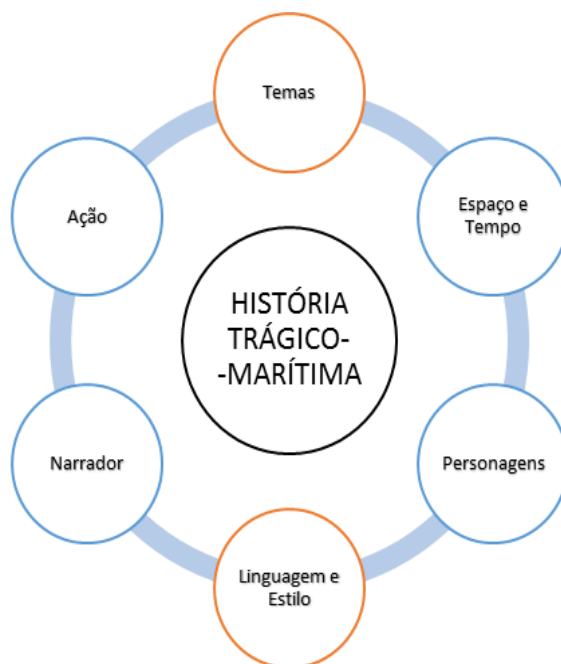 Temas
Espaço e
Tempo
Ação
HISTÓRIA
TRÁGICO-
-MARÍTIMA
Narrador
Personagens
Linguagem e
Estilo